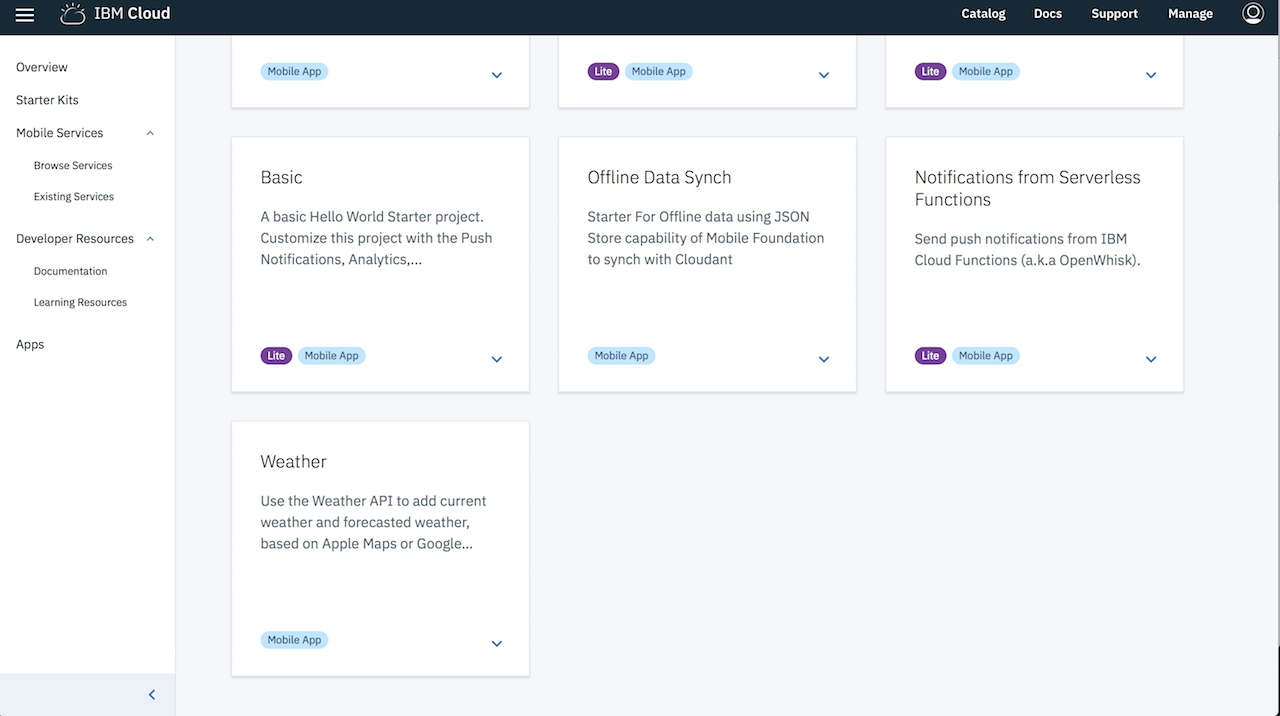 IBM Cloud
Catalog Docs Support Manage
Overview
Starter Kits
Mobile Services
Browse Services
Existing Services
Developer Resources
Documentation
Learning Resources
Apps
Mobile App
Lite Mobile App
Lite Mobile App
Basic
A basic Hello World Starter project.
Customize this project with the Push
Notifications, Analytics,...
Lite Mobile App
Offline Data Synch
Starter For Offline data using JSON
Store capability of Mobile Foundation
to synch with Cloudant
Mobile App
Notifications from Serverless
Functions
Send push notifications from IBM
Cloud Functions (a.k.a OpenWhisk).
Lite Mobile App
Weather
Use the Weather API to add current
weather and forecasted weather,
based on Apple Maps or Google...
Mobile App